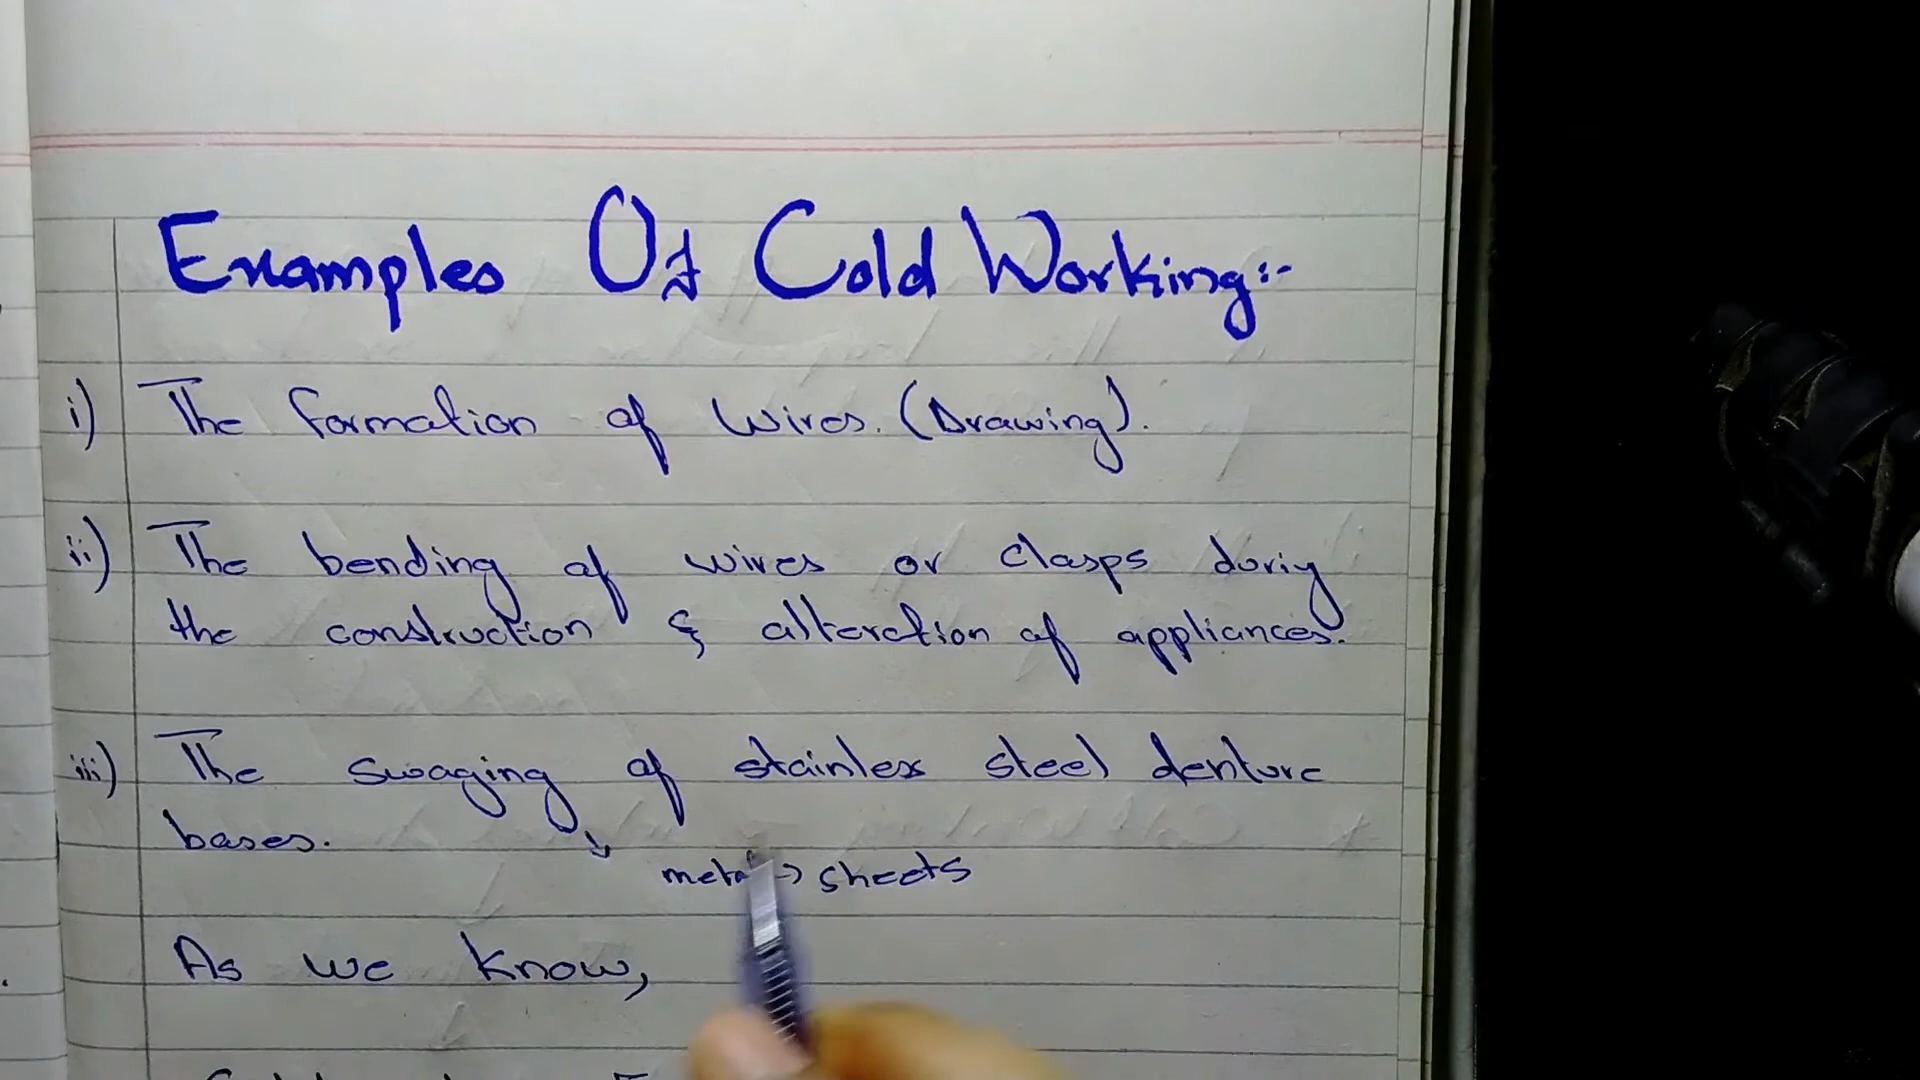 Examples Of Cold Working:-
i) The formation of wires. (Drawing).
ii) The bending of wires or clasps during
the construction & alteration of appliances.
iii) The swaging of stainless steel denture
bases.
↘ metal → sheets
As we know,